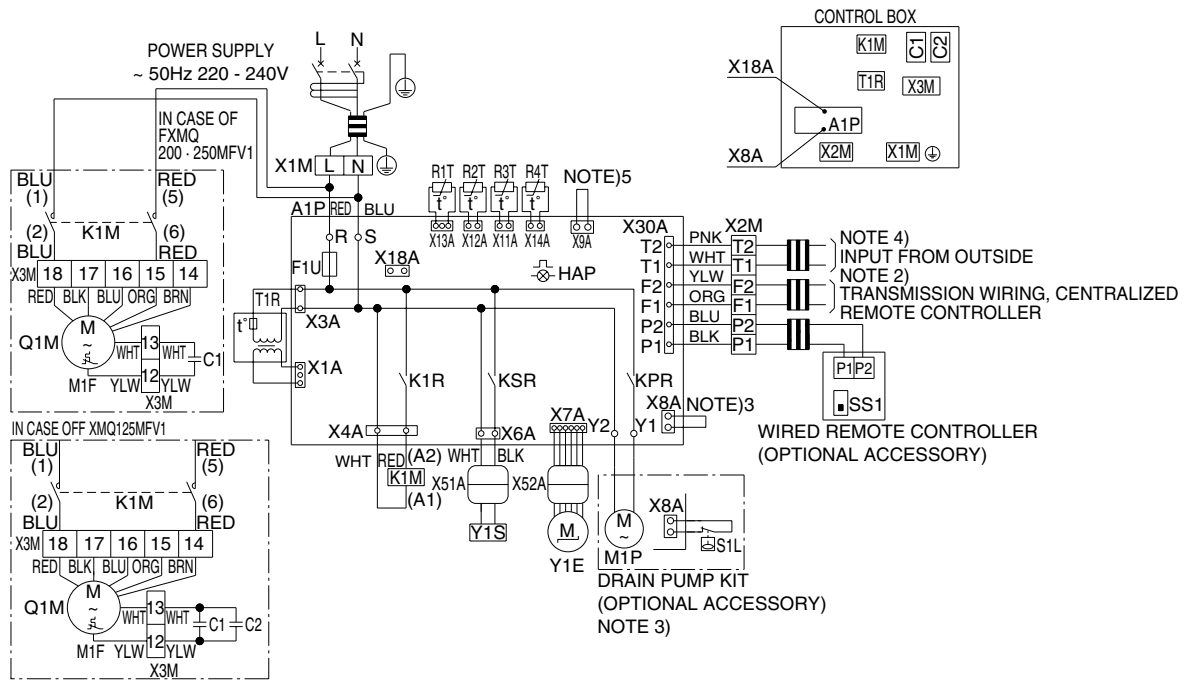 CONTROL BOX
K1M
C1
C2
X18A
T1R
X3M
A1P
X8A
X2M
X1M
POWER SUPPLY
~ 50Hz 220 - 240V
L N
IN CASE OF
FXMQ
200 · 250MFV1
X1M L N
BLU
(1)
RED
(5)
(2)
K1M
(6)
BLU
RED
X3M 18 17 16 15 14
RED BLK BLU ORG BRN
M
~
Q1M
WHT 13 WHT
C1
12
M1F YLW YLW
X3M
A1P RED BLU
R S
F1U
X18A
R1T R2T R3T R4T
t° t° t° t°
X13A X12A X11A X14A
NOTE)5
X9A
HAP
T1R
t°
X3A
X1A
K1R
KSR
KPR
X30A
X2M
T2 PNK T2
T1 WHT T1
F2 YLW F2
F1 ORG F1
P2 BLU P2
P1 BLK P1
NOTE 4)
INPUT FROM OUTSIDE
NOTE 2)
TRANSMISSION WIRING, CENTRALIZED
REMOTE CONTROLLER
P1 P2
SS1
WIRED REMOTE CONTROLLER
(OPTIONAL ACCESSORY)
X4A
X6A
X7A
Y2 Y1
X8A
NOTE)3
WHT RED (A2) WHT BLK
K1M
(A1)
X51A
X52A
Y1S
M
Y1E
M
~
M1P
X8A
S1L
DRAIN PUMP KIT
(OPTIONAL ACCESSORY)
NOTE 3)
IN CASE OFF XMQ125MFV1
BLU
(1)
RED
(5)
(2)
K1M
(6)
BLU
RED
X3M 18 17 16 15 14
RED BLK BLU ORG BRN
M
~
Q1M
WHT 13 WHT
C1 C2
12
M1F YLW YLW
X3M